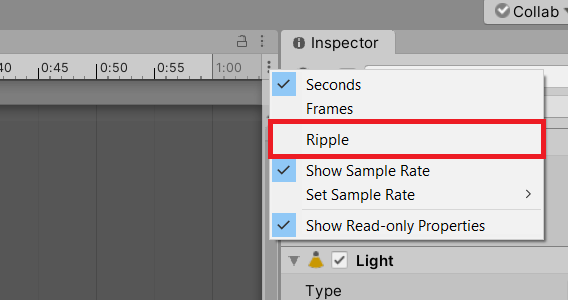 Collab
Inspector
:40 0:45 0:50 0:55 1:00
Seconds
Frames
Ripple
Show Sample Rate
Set Sample Rate
Show Read-only Properties
Light
Type